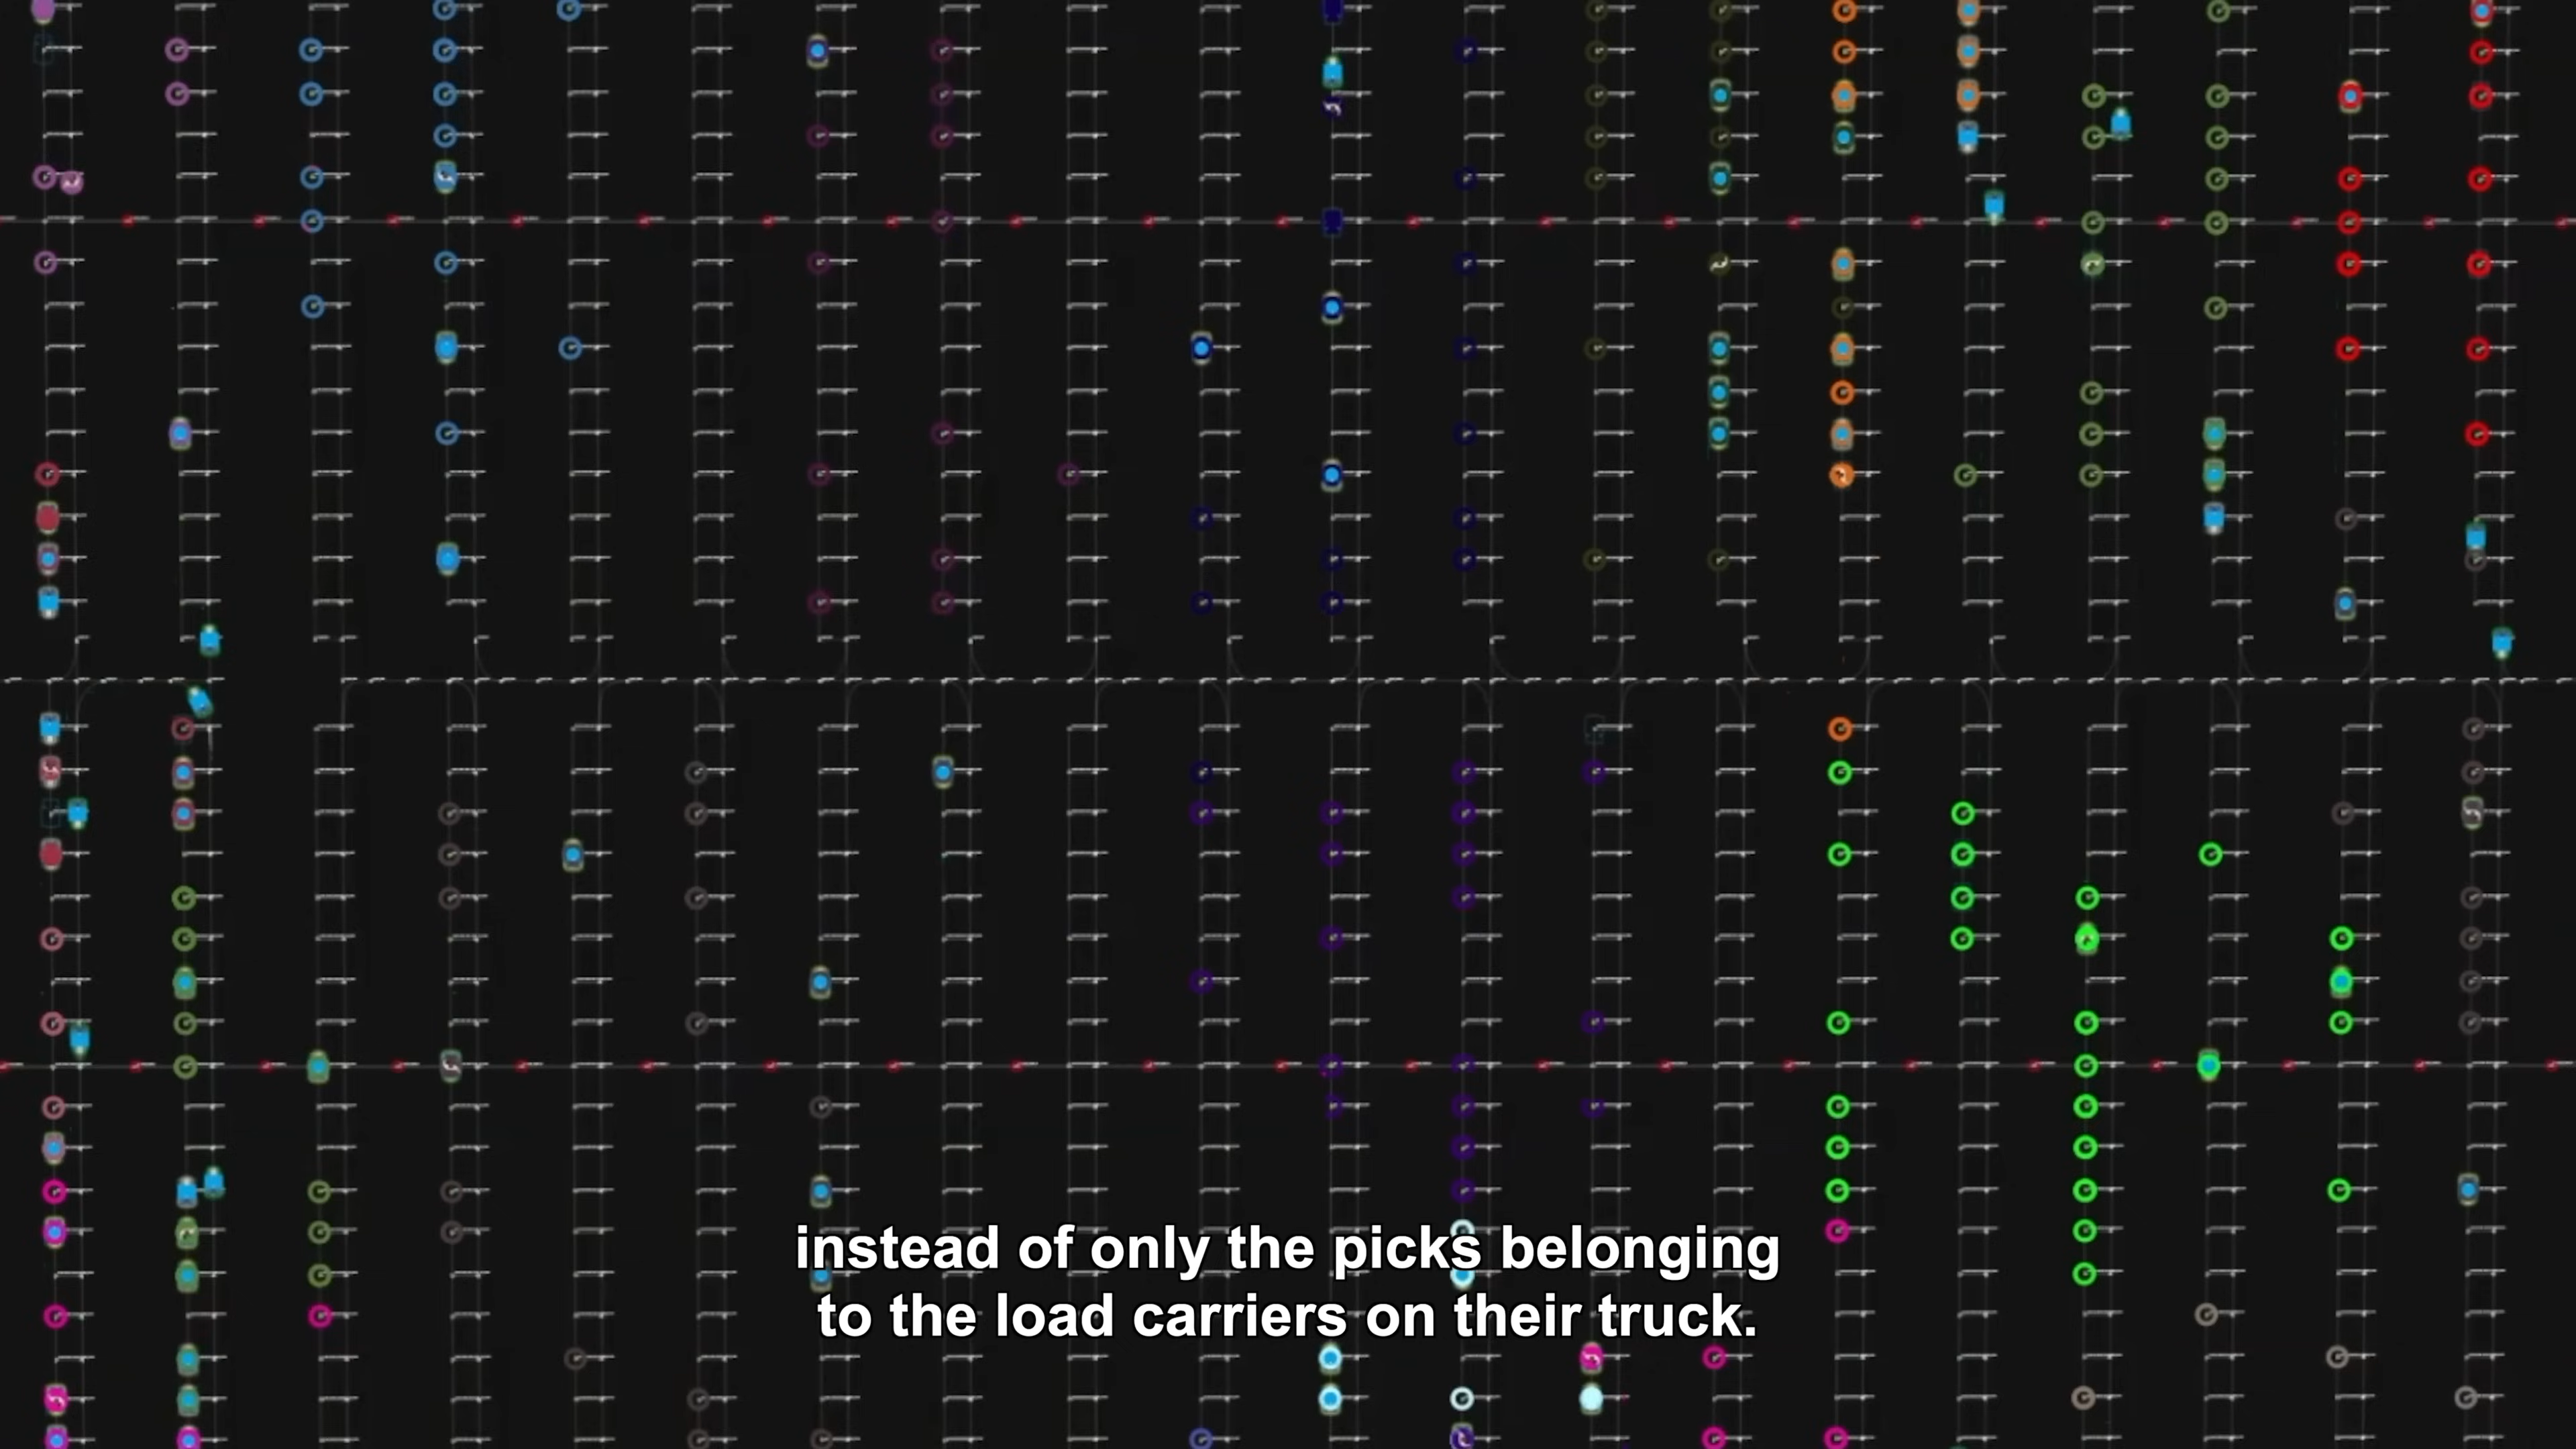 instead of only the picks belonging
to the load carriers on their truck.